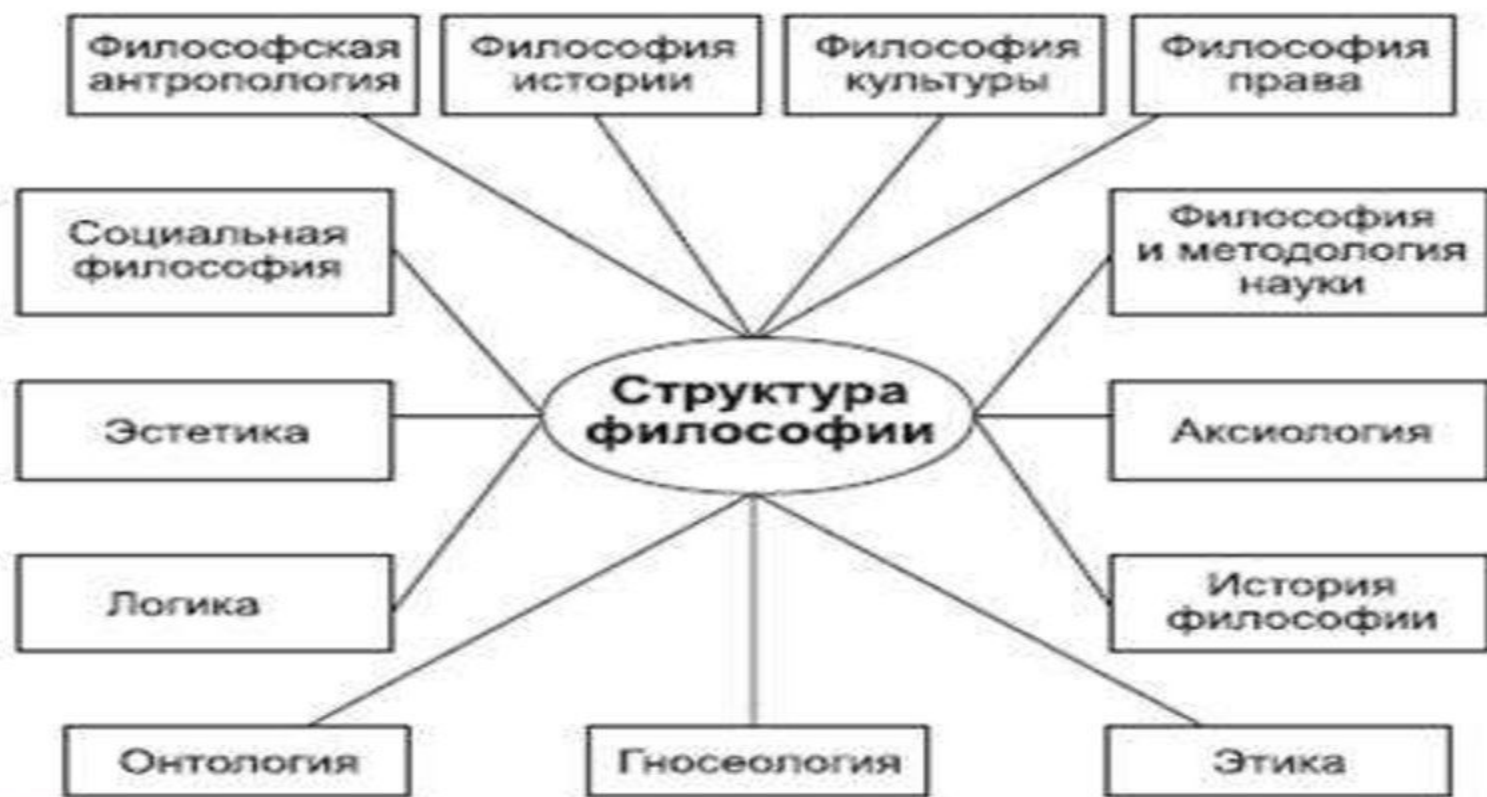 Философская
антропология
Философия
истории
Философия
культуры
Философия
права
Социальная
философия
Философия
и методология
науки
Структура
философии
Эстетика
Аксиология
Логика
История
философии
Онтология
Гносеология
Этика